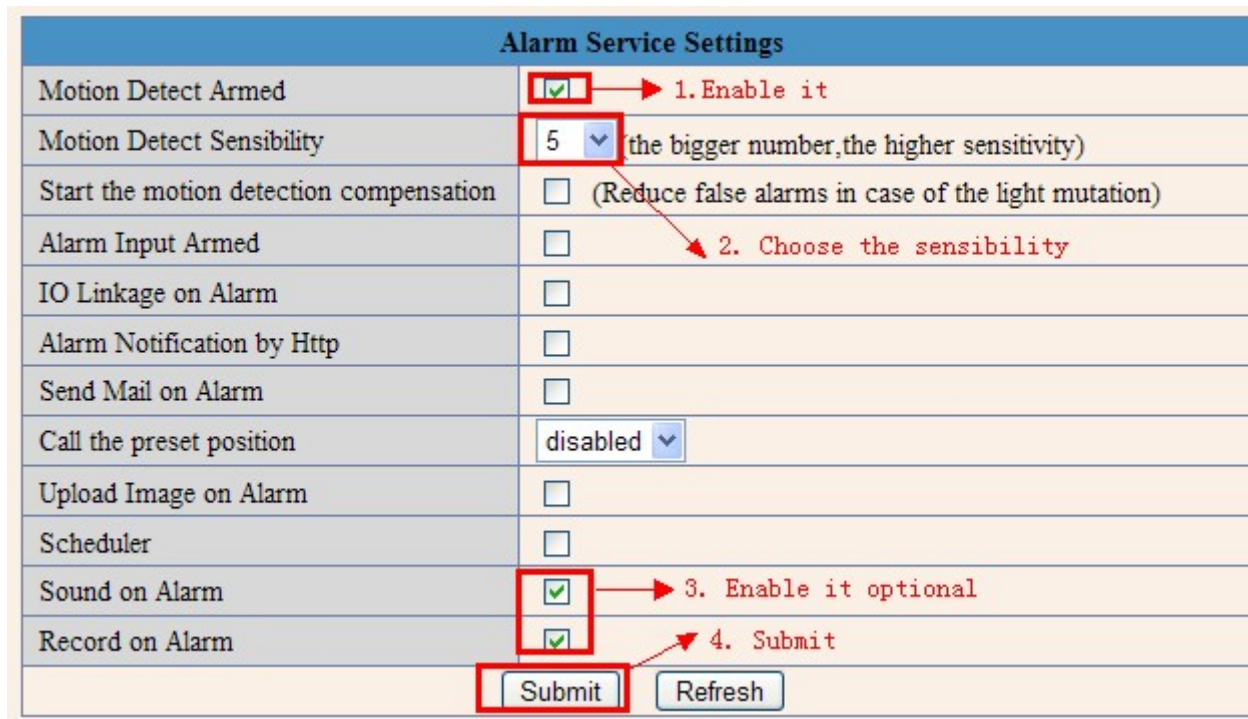 Alarm Service Settings
Motion Detect Armed 1.Enable it
Motion Detect Sensibility 5 (the bigger number,the higher sensitivity)
Start the motion detection compensation (Reduce false alarms in case of the light mutation)
Alarm Input Armed 2. Choose the sensibility
IO Linkage on Alarm
Alarm Notification by Http
Send Mail on Alarm
Call the preset position disabled
Upload Image on Alarm
Scheduler
Sound on Alarm 3. Enable it optional
Record on Alarm 4. Submit
Submit Refresh